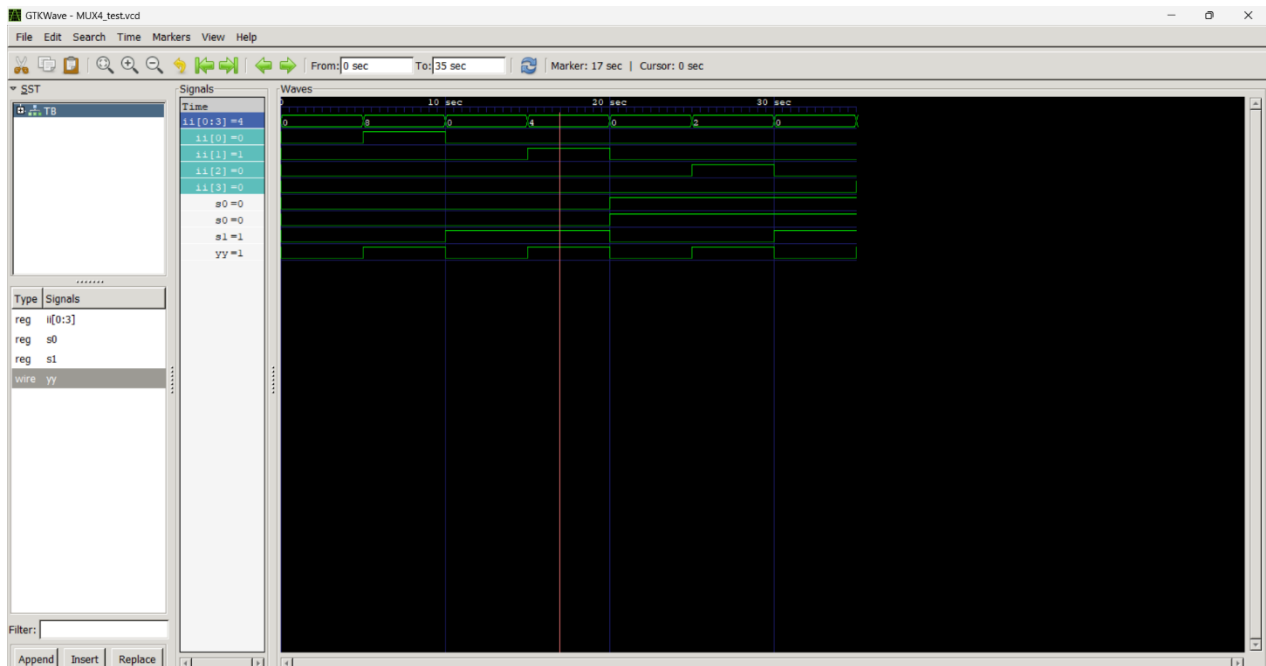 GTKWave - MUX4_test.vcd
File Edit Search Time Markers View Help
From: 0 sec To: 35 sec Marker: 17 sec | Cursor: 0 sec
SST
TB
Type Signals
reg ii[0:3]
reg s0
reg s1
wire yy
Filter:
Append Insert Replace
Signals
Time
ii[0:3] =4
ii[0] =0
ii[1] =1
ii[2] =0
ii[3] =0
s0 =0
s0 =0
s1 =1
yy =1
Waves
0 10 sec 20 sec 30 sec
0 8 0 4 0 2 0